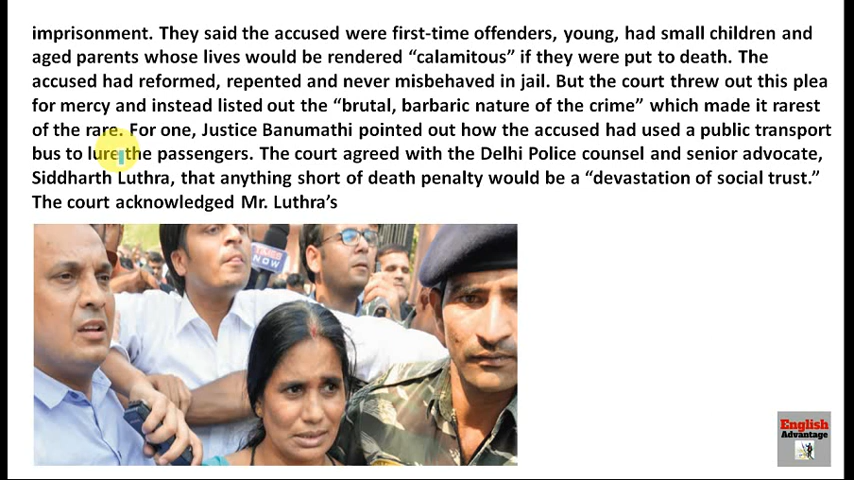 imprisonment. They said the accused were first-time offenders, young, had small children and
aged parents whose lives would be rendered “calamitous” if they were put to death. The
accused had reformed, repented and never misbehaved in jail. But the court threw out this plea
for mercy and instead listed out the “brutal, barbaric nature of the crime” which made it rarest
of the rare. For one, Justice Banumathi pointed out how the accused had used a public transport
bus to lure the passengers. The court agreed with the Delhi Police counsel and senior advocate,
Siddharth Luthra, that anything short of death penalty would be a “devastation of social trust.”
The court acknowledged Mr. Luthra’s
TIMES
NOW
English
Advantage